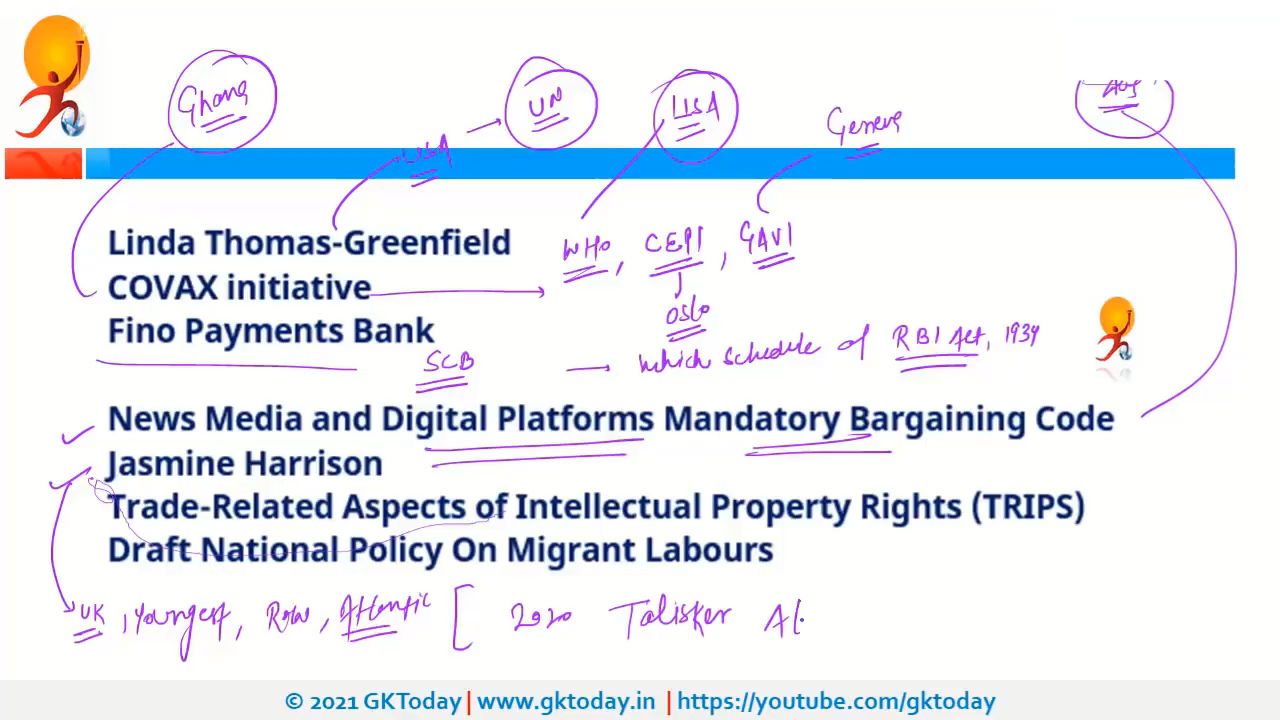 Ghana UN USA Geneva Aus
USA
Linda Thomas-Greenfield
WHO, CEPI, GAVI
COVAX initiative
Oslo
Fino Payments Bank
SCB which schedule of RBI Act, 1934
News Media and Digital Platforms Mandatory Bargaining Code
Jasmine Harrison
Trade-Related Aspects of Intellectual Property Rights (TRIPS)
Draft National Policy On Migrant Labours
UK, Youngest, Row, Atlantic [ 2020 Talisker At
© 2021 GKToday | www.gktoday.in | https://youtube.com/gktoday